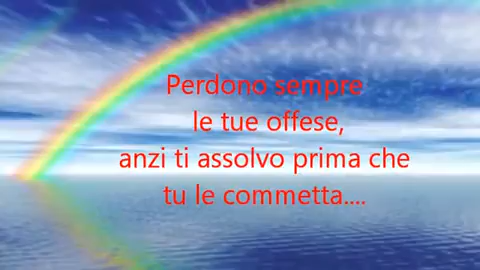 Perdono sempre
le tue offese,
anzi ti assolvo prima che
tu le commetta....